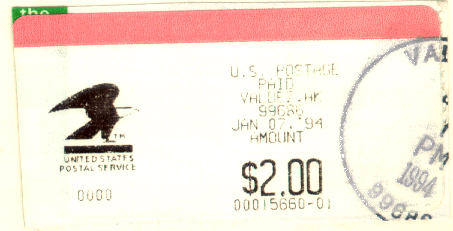 the
U.S. POSTAGE
PAID
VALDEZ,AK
99686
JAN 07,'94
AMOUNT
$2.00
00015660-01
TM
UNITED STATES
POSTAL SERVICE
0000
PM
1994